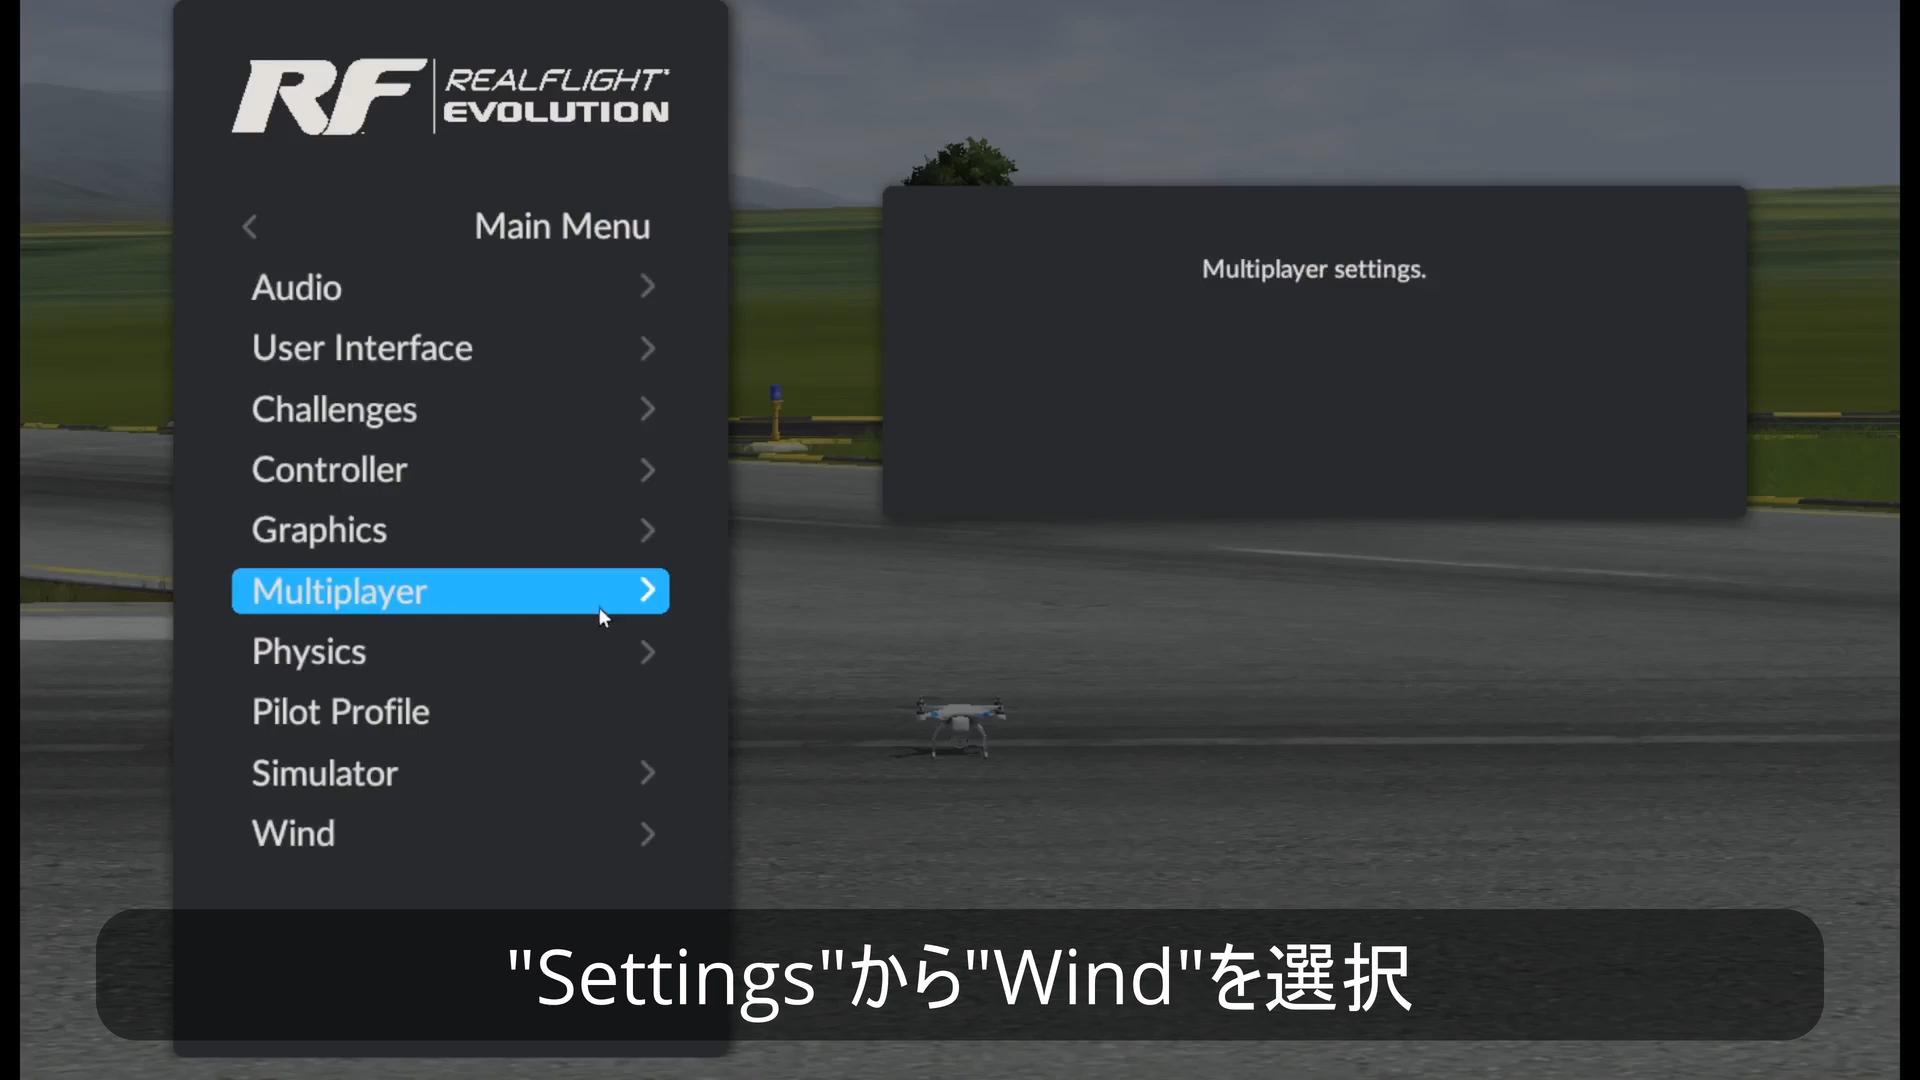 RF REALFLIGHT
EVOLUTION
Main Menu
Audio
User Interface
Challenges
Controller
Graphics
Multiplayer
Physics
Pilot Profile
Simulator
Wind
Multiplayer settings.
"Settings"から"Wind"を選択